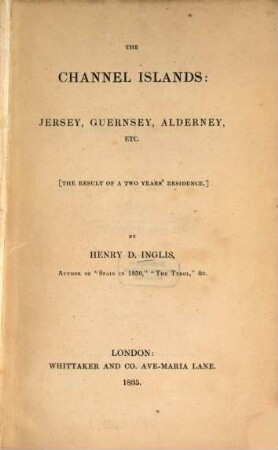 THE
CHANNEL ISLANDS:
JERSEY, GUERNSEY, ALDERNEY,
ETC.
[THE RESULT OF A TWO YEARS' RESIDENCE.]
BY
HENRY D. INGLIS,
AUTHOR OF "SPAIN IN 1830," "THE TYROL," &c.
LONDON:
WHITTAKER AND CO. AVE-MARIA LANE.
1835.